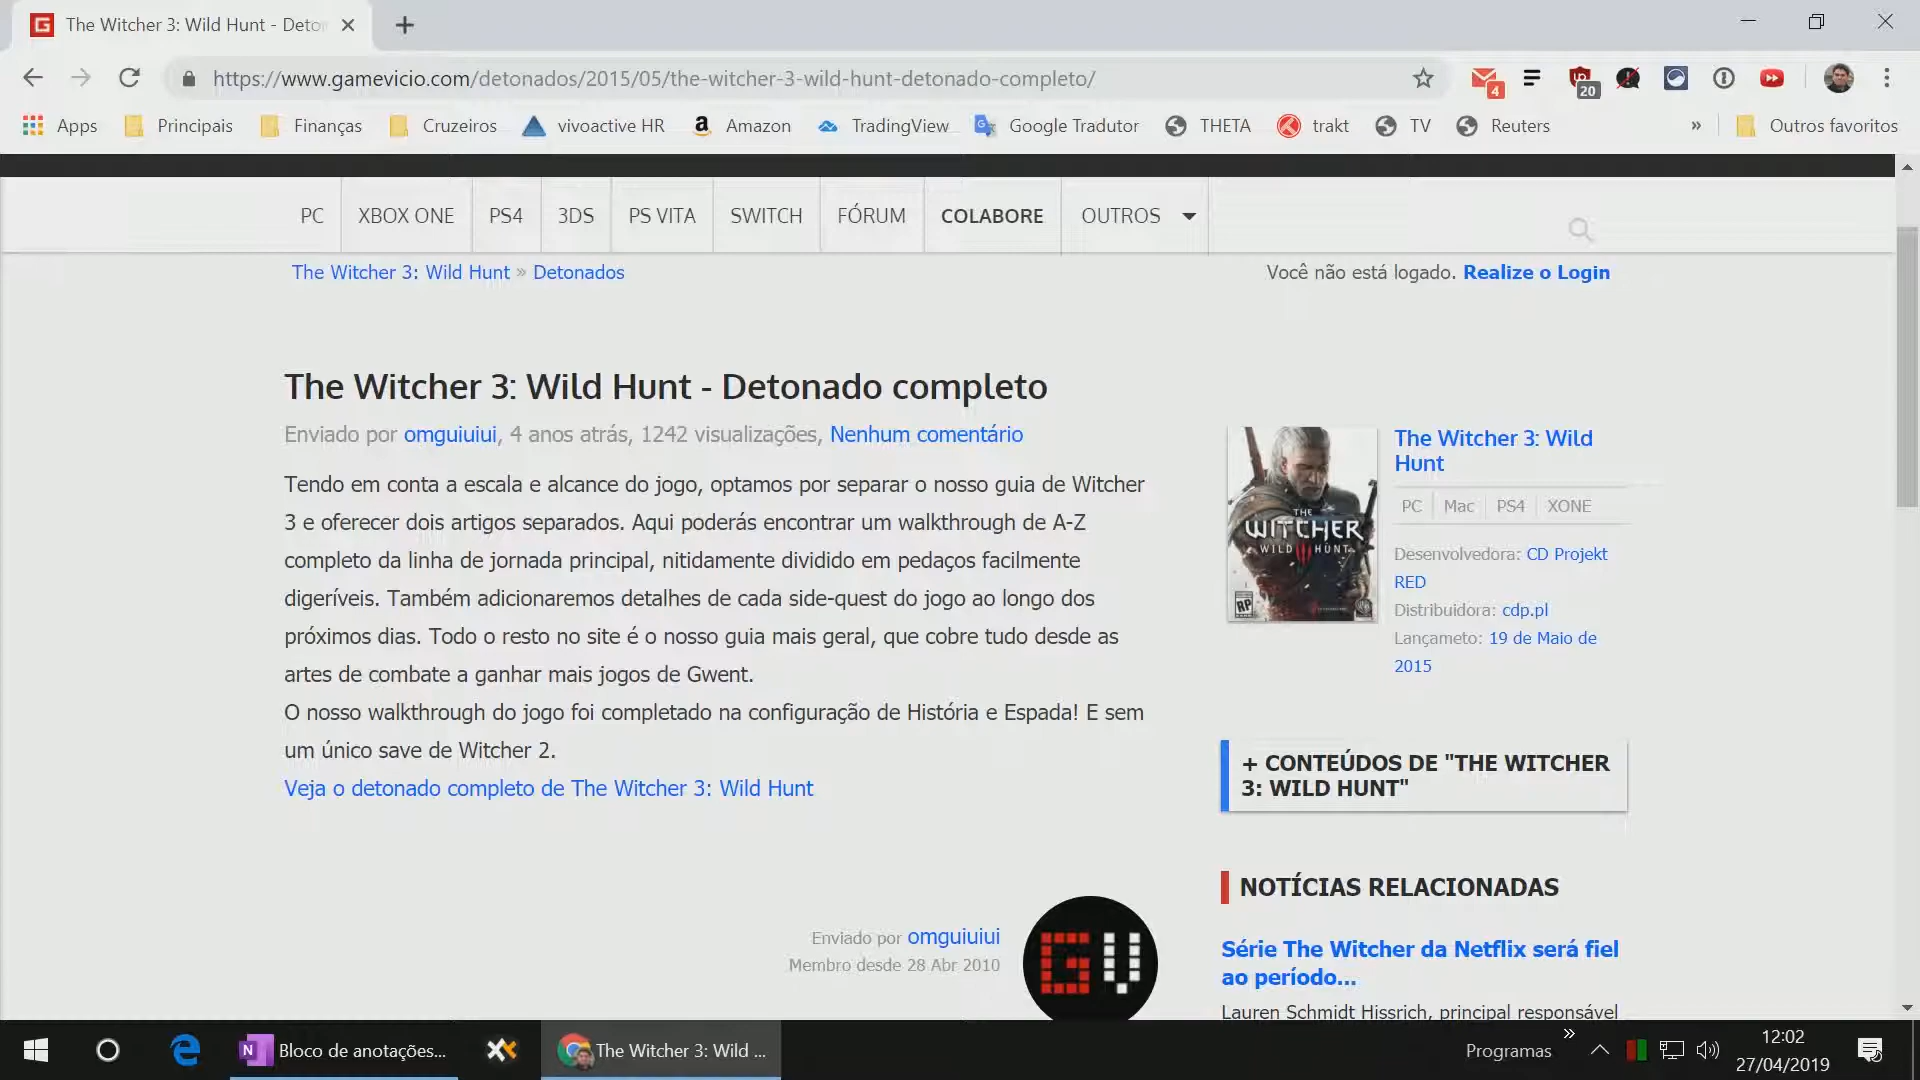 The Witcher 3: Wild Hunt - Deto
https://www.gamevicio.com/detonados/2015/05/the-witcher-3-wild-hunt-detonado-completo/
4
20
Apps
Principais
Finanças
Cruzeiros
vivoactive HR
Amazon
TradingView
Google Tradutor
THETA
trakt
TV
Reuters
»
Outros favoritos
PC
XBOX ONE
PS4
3DS
PS VITA
SWITCH
FÓRUM
COLABORE
OUTROS
The Witcher 3: Wild Hunt » Detonados
Você não está logado. Realize o Login
The Witcher 3: Wild Hunt - Detonado completo
Enviado por omguiuiui, 4 anos atrás, 1242 visualizações, Nenhum comentário
Tendo em conta a escala e alcance do jogo, optamos por separar o nosso guia de Witcher
3 e oferecer dois artigos separados. Aqui poderás encontrar um walkthrough de A-Z
completo da linha de jornada principal, nitidamente dividido em pedaços facilmente
digeríveis. Também adicionaremos detalhes de cada side-quest do jogo ao longo dos
próximos dias. Todo o resto no site é o nosso guia mais geral, que cobre tudo desde as
artes de combate a ganhar mais jogos de Gwent.
O nosso walkthrough do jogo foi completado na configuração de História e Espada! E sem
um único save de Witcher 2.
Veja o detonado completo de The Witcher 3: Wild Hunt
Enviado por omguiuiui
Membro desde 28 Abr 2010
GV
THE
WITCHER
WILD HUNT
RP
The Witcher 3: Wild
Hunt
PC
Mac
PS4
XONE
Desenvolvedora: CD Projekt
RED
Distribuidora: cdp.pl
Lançameto: 19 de Maio de
2015
+ CONTEÚDOS DE "THE WITCHER
3: WILD HUNT"
NOTÍCIAS RELACIONADAS
Série The Witcher da Netflix será fiel
ao período...
Lauren Schmidt Hissrich, principal responsável
Bloco de anotações...
The Witcher 3: Wild ...
Programas
»
12:02
27/04/2019